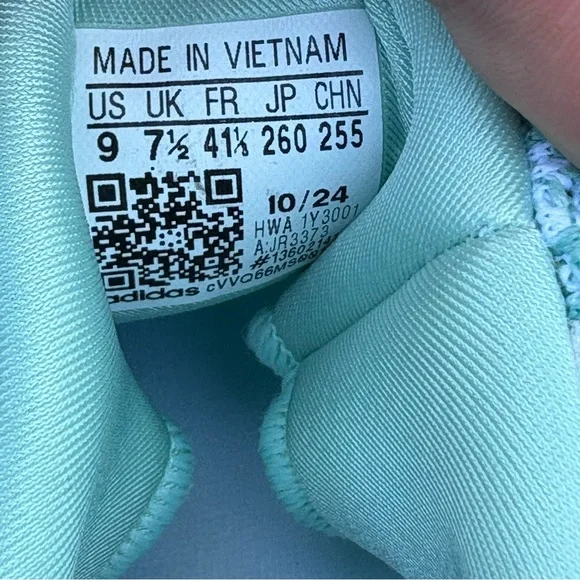 MADE IN VIETNAM
US UK FR JP CHN
9 7½ 41⅓ 260 255
10/24
HWA 1Y3001
A:JR3373
adidas